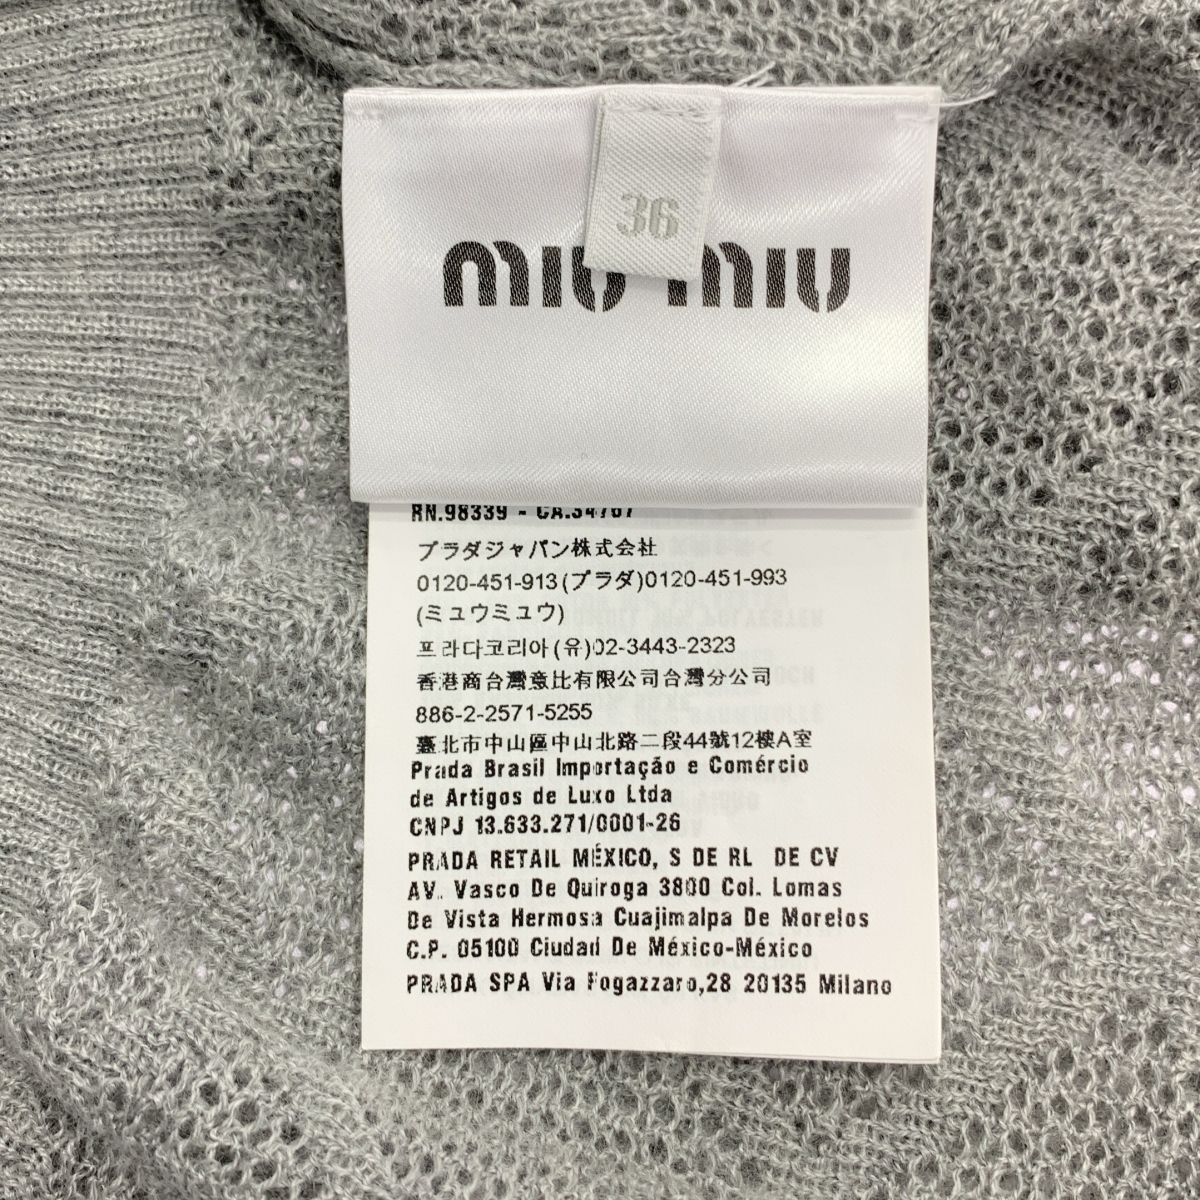 36
miu miu
RN.98339 - CA.34767
プラダジャパン株式会社
0120-451-913(プラダ)0120-451-993
(ミュウミュウ)
프라다코리아(유)02-3443-2323
香港商台灣意比有限公司台灣分公司
886-2-2571-5255
臺北市中山區中山北路二段44號12樓A室
Prada Brasil Importação e Comércio
de Artigos de Luxo Ltda
CNPJ 13.633.271/0001-26
PRADA RETAIL MÉXICO, S DE RL DE CV
AV. Vasco De Quiroga 3800 Col. Lomas
De Vista Hermosa Cuajimalpa De Morelos
C.P. 05100 Ciudad De México-México
PRADA SPA Via Fogazzaro,28 20135 Milano